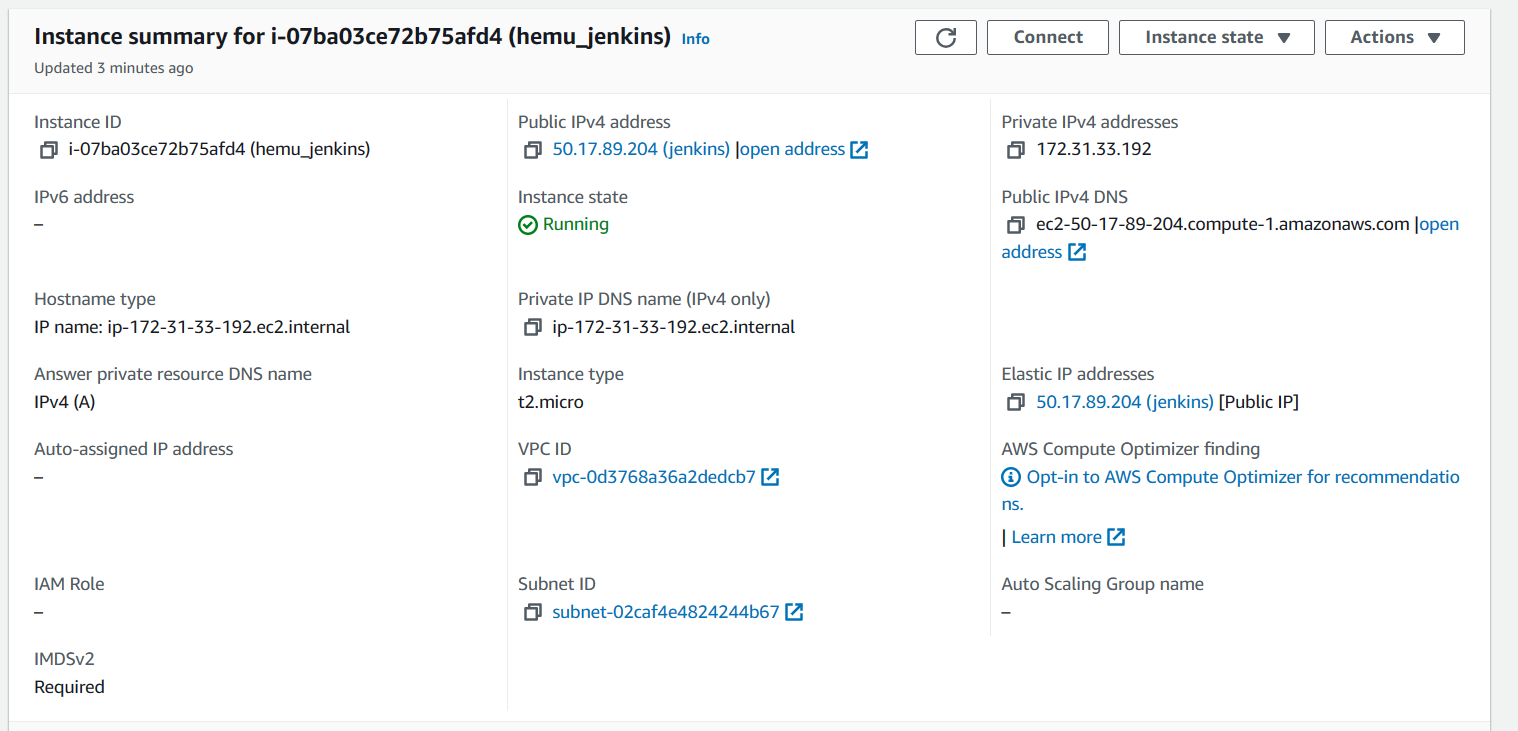 Instance summary for i-07ba03ce72b75afd4 (hemu_jenkins) Info
Updated 3 minutes ago
Connect
Instance state
Actions
Instance ID
i-07ba03ce72b75afd4 (hemu_jenkins)
Public IPv4 address
50.17.89.204 (jenkins) |open address
Private IPv4 addresses
172.31.33.192
IPv6 address
–
Instance state
Running
Public IPv4 DNS
ec2-50-17-89-204.compute-1.amazonaws.com |open
address
Hostname type
IP name: ip-172-31-33-192.ec2.internal
Private IP DNS name (IPv4 only)
ip-172-31-33-192.ec2.internal
Answer private resource DNS name
IPv4 (A)
Instance type
t2.micro
Elastic IP addresses
50.17.89.204 (jenkins) [Public IP]
Auto-assigned IP address
–
VPC ID
vpc-0d3768a36a2dedcb7
AWS Compute Optimizer finding
Opt-in to AWS Compute Optimizer for recommendatio
ns.
| Learn more
IAM Role
–
Subnet ID
subnet-02caf4e4824244b67
Auto Scaling Group name
–
IMDSv2
Required